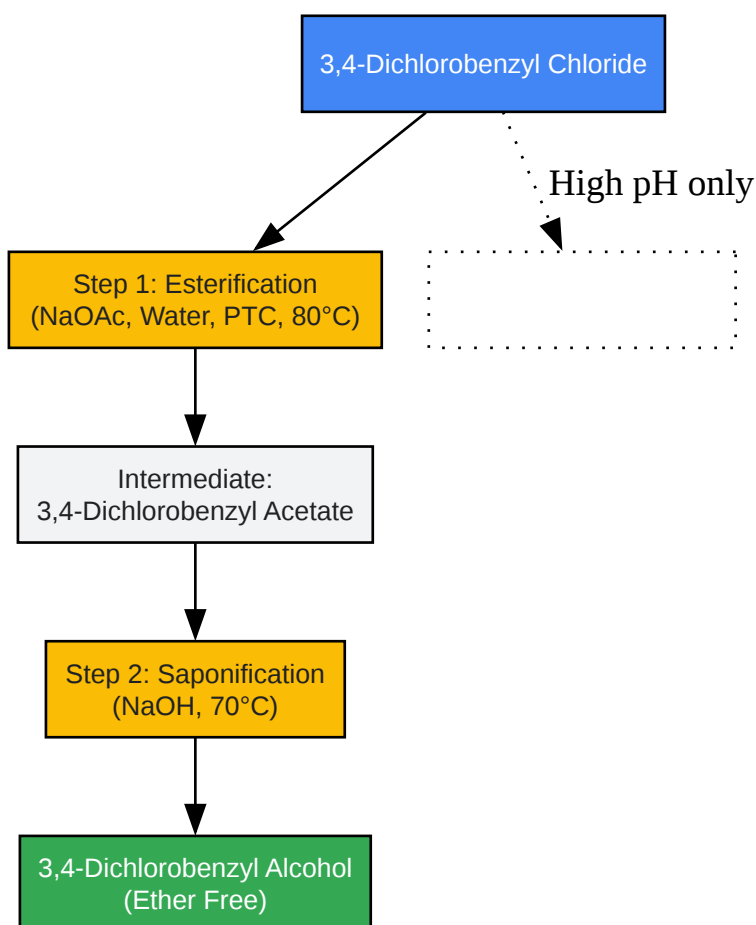 3,4-Dichlorobenzyl Chloride
High pH only
Step 1: Esterification
(NaOAc, Water, PTC, 80°C)
Intermediate:
3,4-Dichlorobenzyl Acetate
Step 2: Saponification
(NaOH, 70°C)
3,4-Dichlorobenzyl Alcohol
(Ether Free)